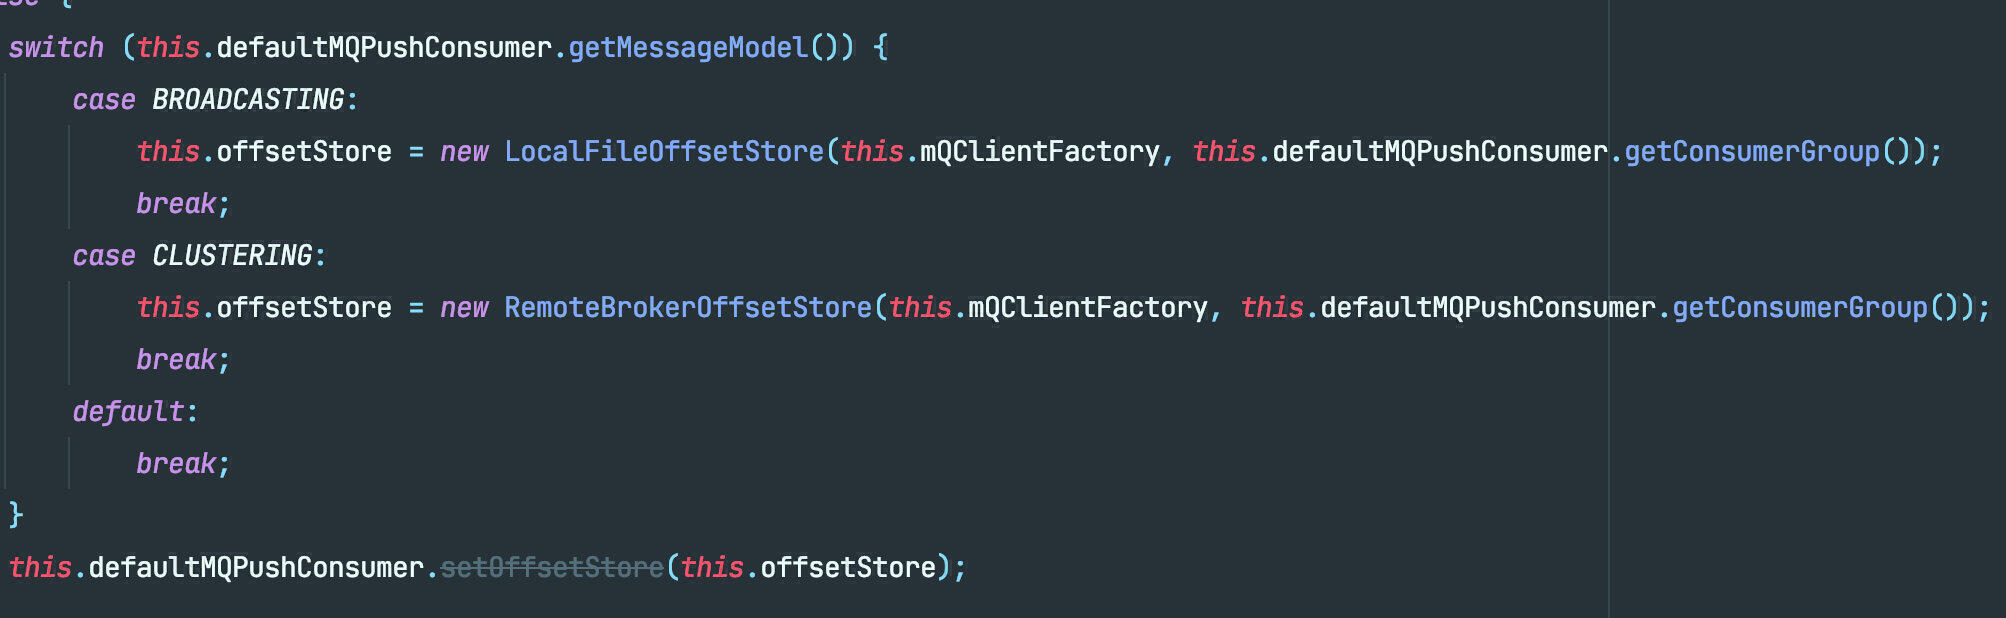 switch (this.defaultMQPushConsumer.getMessageModel()) {
case BROADCASTING:
this.offsetStore = new LocalFileOffsetStore(this.mQClientFactory, this.defaultMQPushConsumer.getConsumerGroup());
break;
case CLUSTERING:
this.offsetStore = new RemoteBrokerOffsetStore(this.mQClientFactory, this.defaultMQPushConsumer.getConsumerGroup());
break;
default:
break;
}
this.defaultMQPushConsumer.setOffsetStore(this.offsetStore);